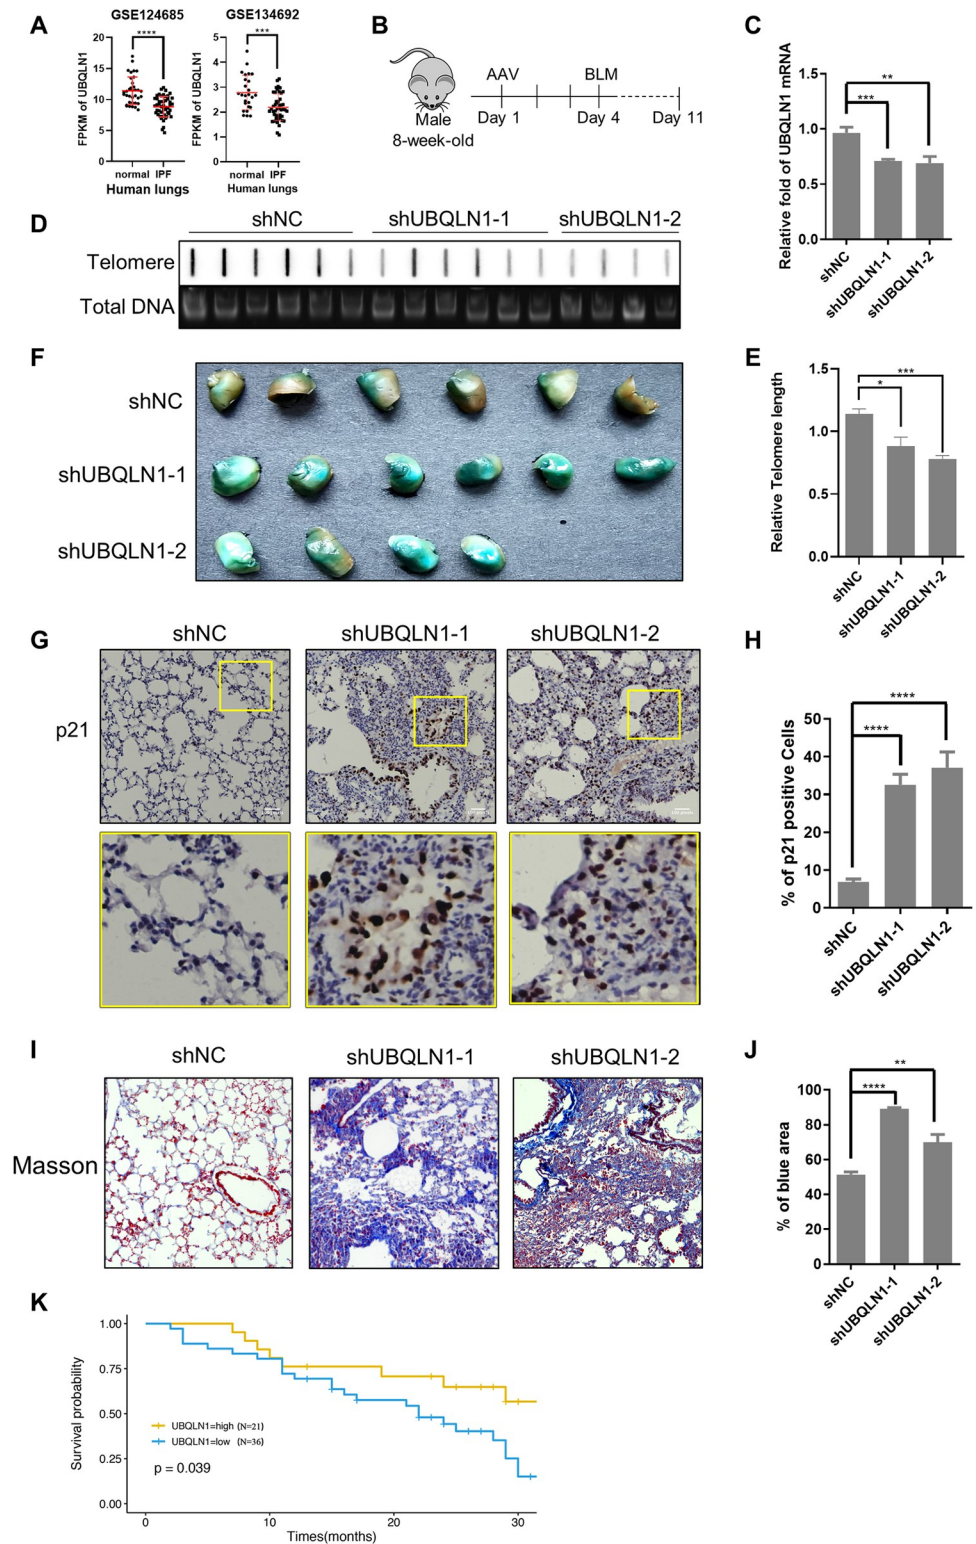 A
GSE124685
GSE134692
FPKM of UBQLN1
20
15
10
5
0
****
normal IPF
Human lungs
FPKM of UBQLN1
5
4
3
2
1
0
***
normal IPF
Human lungs
B
AAV
BLM
Male
8-week-old
Day 1
Day 4
Day 11
C
Relative fold of UBQLN1 mRNA
1.5
1.0
0.5
0.0
**
***
shNC
shUBQLN1-1
shUBQLN1-2
D
shNC
shUBQLN1-1
shUBQLN1-2
Telomere
Total DNA
E
Relative Telomere length
1.5
1.0
0.5
0.0
***
*
shNC
shUBQLN1-1
shUBQLN1-2
F
shNC
shUBQLN1-1
shUBQLN1-2
G
shNC
shUBQLN1-1
shUBQLN1-2
p21
H
% of p21 positive Cells
50
40
30
20
10
0
****
****
shNC
shUBQLN1-1
shUBQLN1-2
I
shNC
shUBQLN1-1
shUBQLN1-2
Masson
J
% of blue area
100
80
60
40
20
0
**
****
shNC
shUBQLN1-1
shUBQLN1-2
K
Survival probability
1.00
0.75
0.50
0.25
0.00
UBQLN1=high (N=21)
UBQLN1=low (N=36)
p = 0.039
0
10
20
30
Times(months)